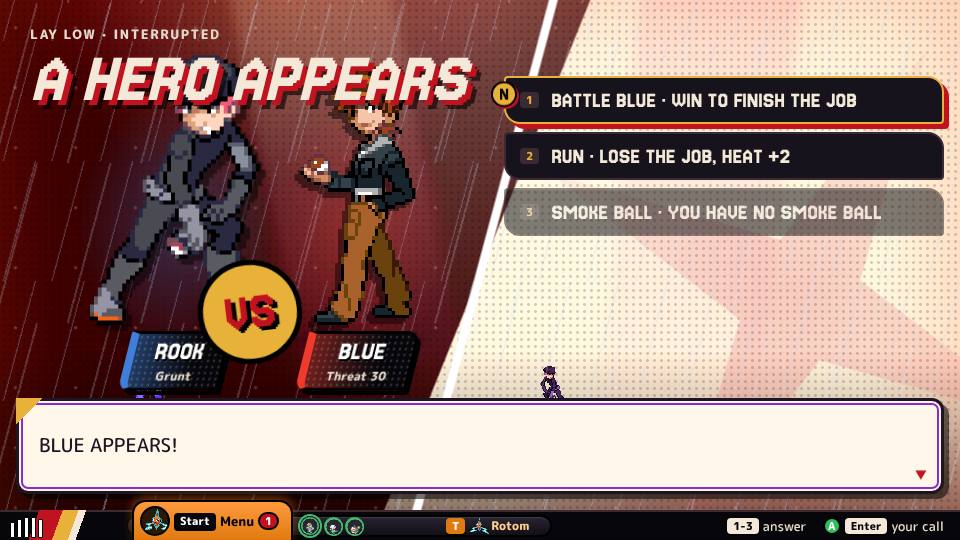 LAY LOW · INTERRUPTED
A HERO APPEARS
N
1 BATTLE BLUE · WIN TO FINISH THE JOB
2 RUN · LOSE THE JOB, HEAT +2
3 SMOKE BALL · YOU HAVE NO SMOKE BALL
VS
ROOK
Grunt
BLUE
Threat 30
BLUE APPEARS!
Start Menu 1
T Rotom
1-3 answer
A Enter your call